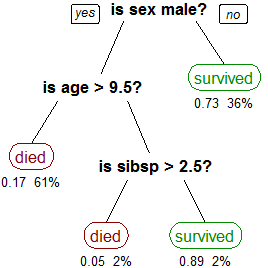 is sex male?
yes
no
survived
0.73 36%
is age > 9.5?
died
0.17 61%
is sibsp > 2.5?
died
0.05 2%
survived
0.89 2%